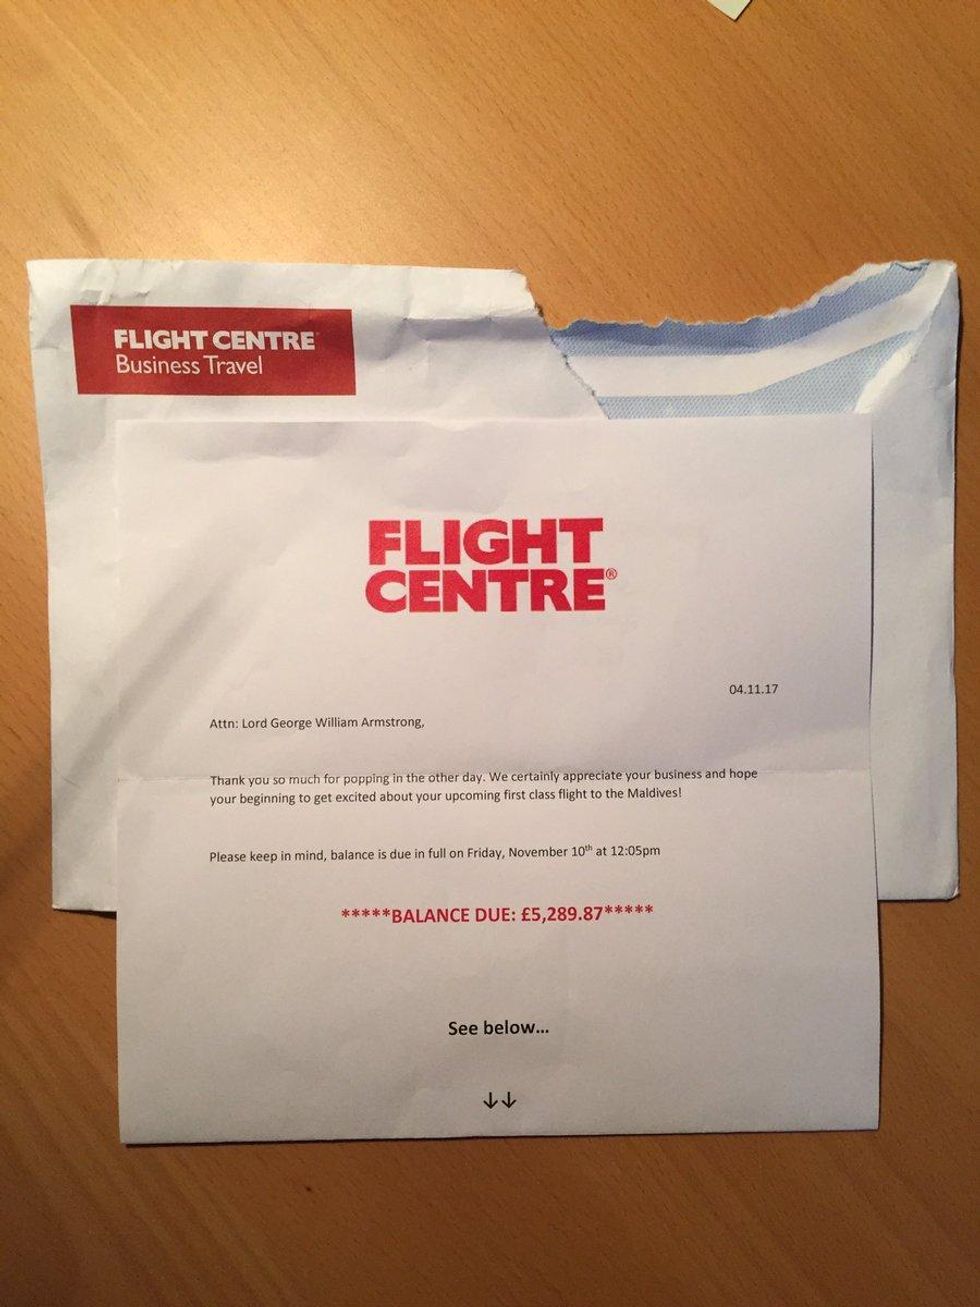 FLIGHT CENTRE
Business Travel
FLIGHT
CENTRE®
04.11.17
Attn: Lord George William Armstrong,
Thank you so much for popping in the other day. We certainly appreciate your business and hope
your beginning to get excited about your upcoming first class flight to the Maldives!
Please keep in mind, balance is due in full on Friday, November 10th at 12:05pm
*****BALANCE DUE: £5,289.87*****
See below...
↓↓